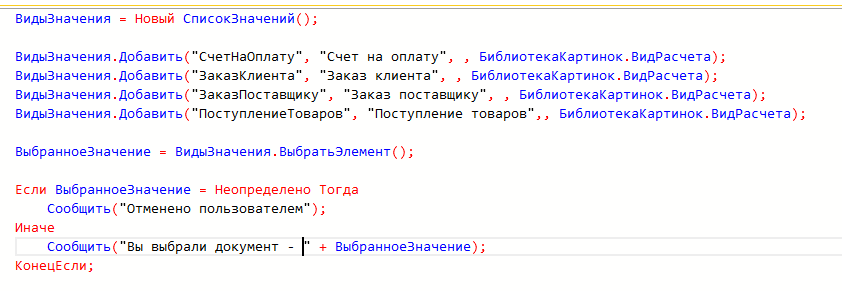 ВидыЗначения = Новый СписокЗначений();
ВидыЗначения.Добавить("СчетНаОплату", "Счет на оплату", , БиблиотекаКартинок.ВидРасчета);
ВидыЗначения.Добавить("ЗаказКлиента", "Заказ клиента", , БиблиотекаКартинок.ВидРасчета);
ВидыЗначения.Добавить("ЗаказПоставщику", "Заказ поставщику", , БиблиотекаКартинок.ВидРасчета);
ВидыЗначения.Добавить("ПоступлениеТоваров", "Поступление товаров",, БиблиотекаКартинок.ВидРасчета);
ВыбранноеЗначение = ВидыЗначения.ВыбратьЭлемент();
Если ВыбранноеЗначение = Неопределено Тогда
Сообщить("Отменено пользователем");
Иначе
Сообщить("Вы выбрали документ - " + ВыбранноеЗначение);
КонецЕсли;